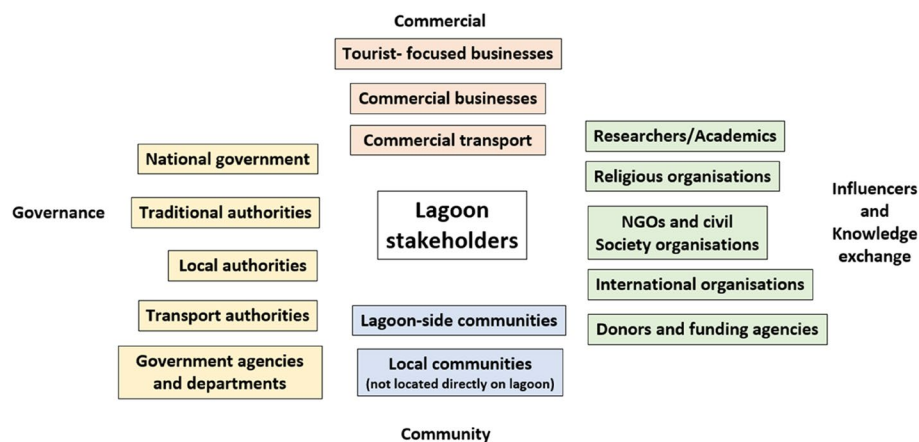 Commercial
Tourist- focused businesses
Commercial businesses
Commercial transport
Governance
National government
Traditional authorities
Local authorities
Transport authorities
Government agencies
and departments
Lagoon
stakeholders
Lagoon-side communities
Local communities
(not located directly on lagoon)
Community
Researchers/Academics
Religious organisations
NGOs and civil
Society organisations
International organisations
Donors and funding agencies
Influencers
and
Knowledge
exchange